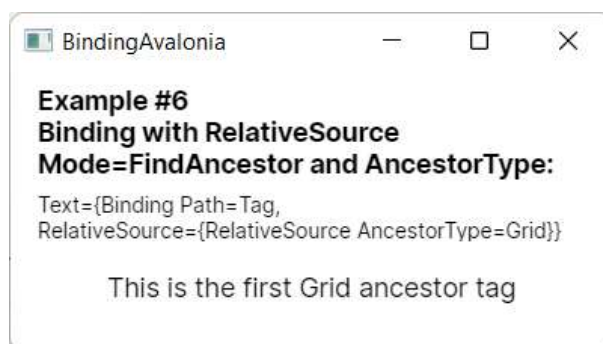 BindingAvalonia
Example #6
Binding with RelativeSource
Mode=FindAncestor and AncestorType:
Text={Binding Path=Tag,
RelativeSource={RelativeSource AncestorType=Grid}}
This is the first Grid ancestor tag